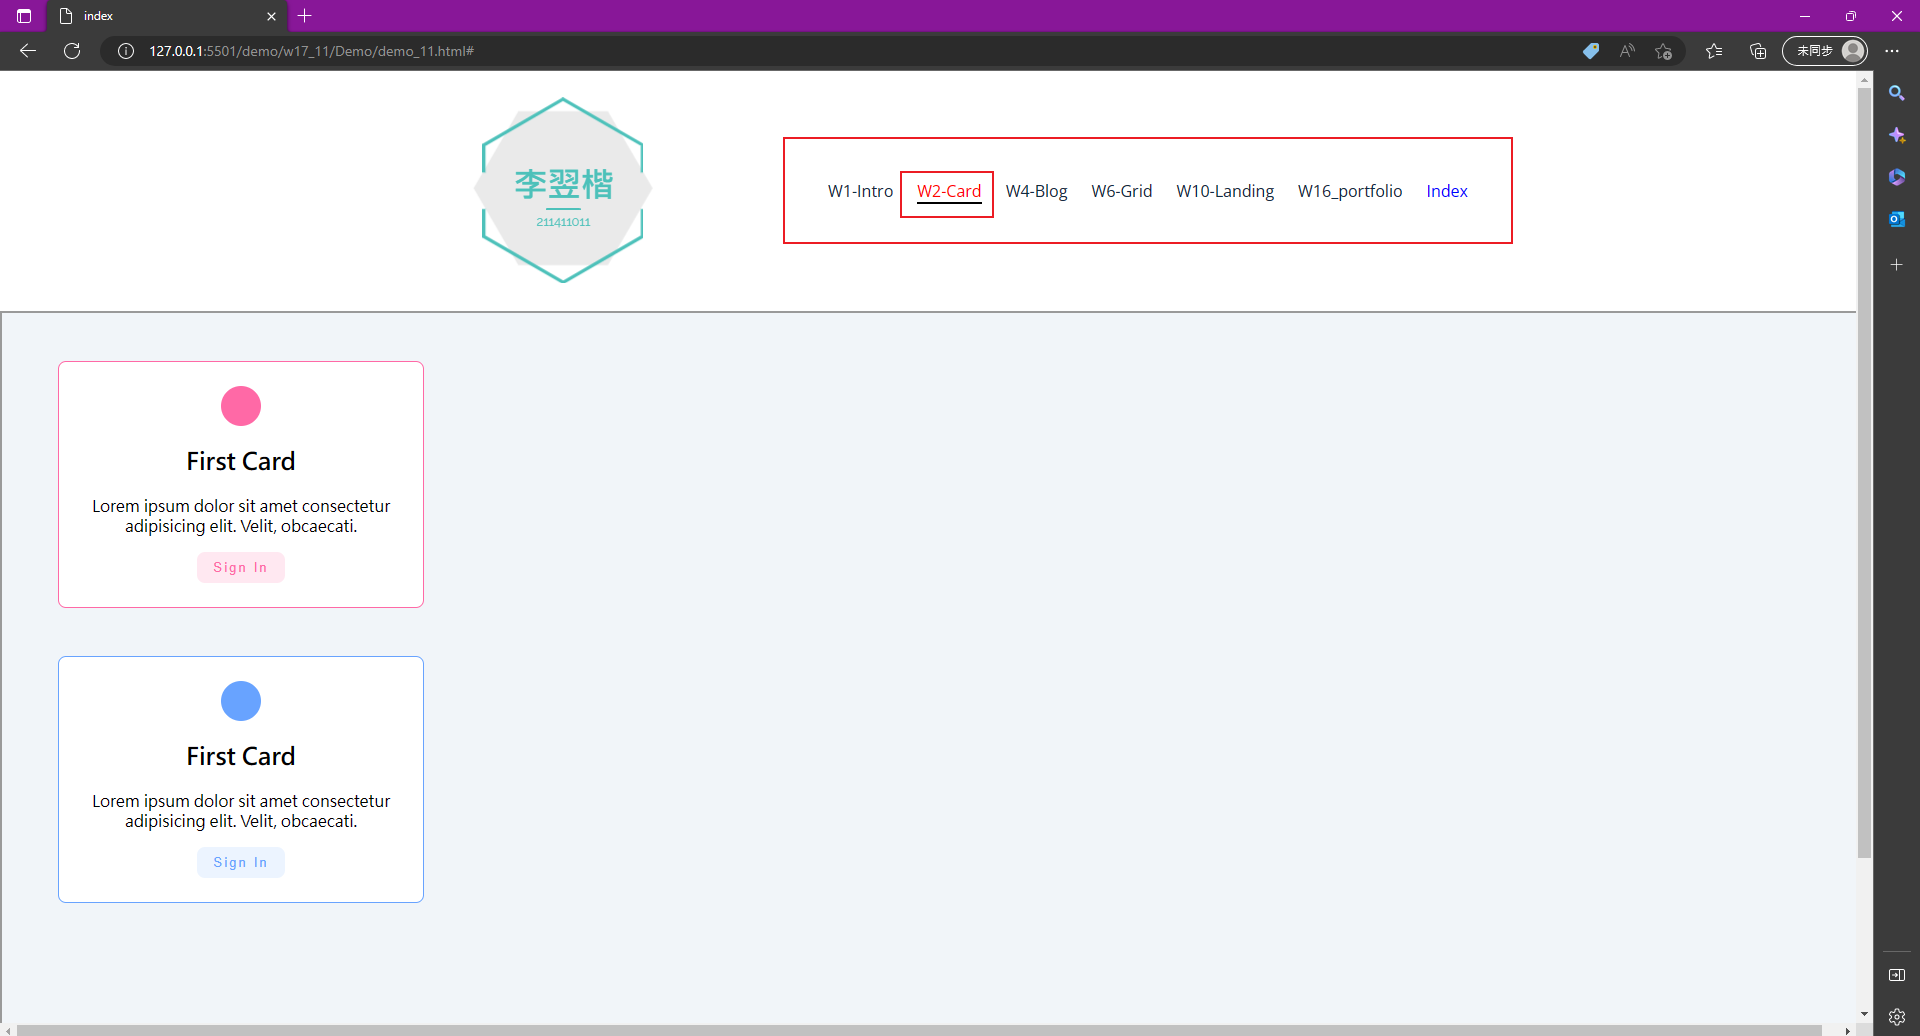 index
127.0.0.1:5501/demo/w17_11/Demo/demo_11.html#
未同步
李翌楷
211411011
W1-Intro W2-Card W4-Blog W6-Grid W10-Landing W16_portfolio Index
First Card
Lorem ipsum dolor sit amet consectetur
adipisicing elit. Velit, obcaecati.
Sign In
First Card
Lorem ipsum dolor sit amet consectetur
adipisicing elit. Velit, obcaecati.
Sign In